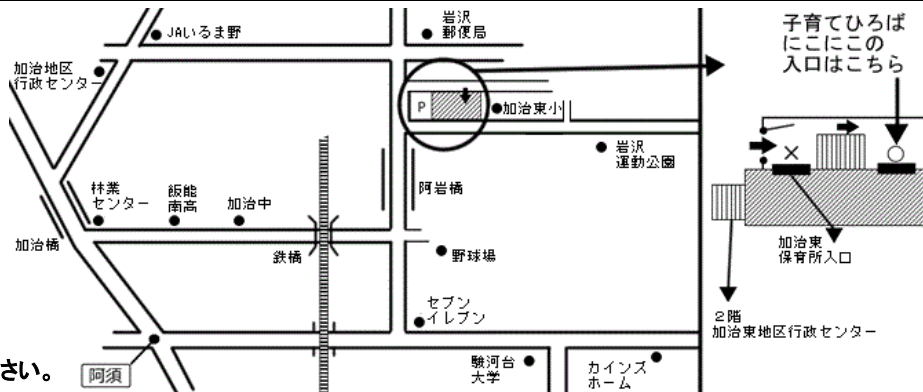 JAいるま野
岩沢
郵便局
加治地区
行政センター
P
加治東小
岩沢
運動公園
林業
センター
飯能
南高
加治中
阿岩橋
加治橋
鉄橋
野球場
セブン
イレブン
さい。
阿須
駿河台
大学
カインズ
ホーム
子育てひろば
にこにこの
入口はこちら
加治東
保育所入口
2階
加治東地区行政センター